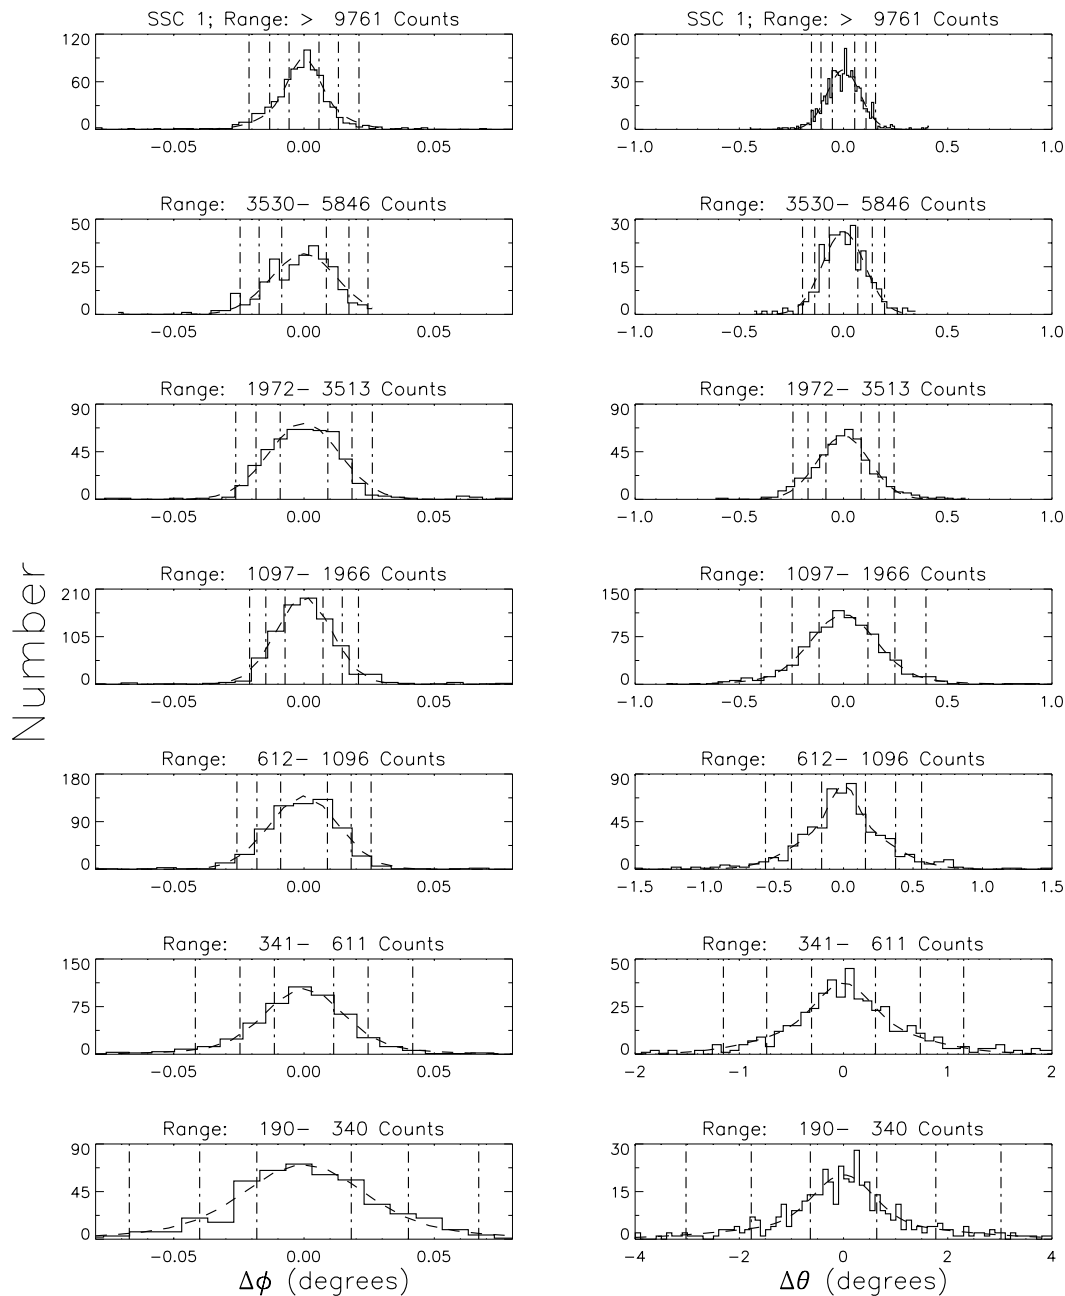 SSC 1; Range: > 9761 Counts
120
60
0
-0.05 0.00 0.05
SSC 1; Range: > 9761 Counts
60
30
0
-1.0 -0.5 0.0 0.5 1.0
Range: 3530- 5846 Counts
50
25
0
-0.05 0.00 0.05
Range: 3530- 5846 Counts
30
15
0
-1.0 -0.5 0.0 0.5 1.0
Range: 1972- 3513 Counts
90
45
0
-0.05 0.00 0.05
Range: 1972- 3513 Counts
90
45
0
-1.0 -0.5 0.0 0.5 1.0
Number
Range: 1097- 1966 Counts
210
105
0
-0.05 0.00 0.05
Range: 1097- 1966 Counts
150
75
0
-1.0 -0.5 0.0 0.5 1.0
Range: 612- 1096 Counts
180
90
0
-0.05 0.00 0.05
Range: 612- 1096 Counts
90
45
0
-1.5 -1.0 -0.5 0.0 0.5 1.0 1.5
Range: 341- 611 Counts
150
75
0
-0.05 0.00 0.05
Range: 341- 611 Counts
50
25
0
-2 -1 0 1 2
Range: 190- 340 Counts
90
45
0
-0.05 0.00 0.05
Δϕ (degrees)
Range: 190- 340 Counts
30
15
0
-4 -2 0 2 4
Δθ (degrees)